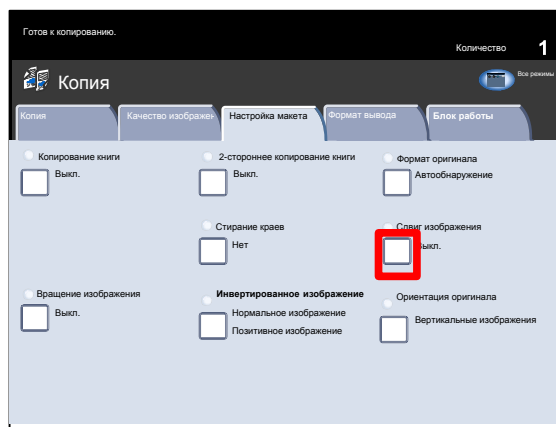 Готов к копированию.
Количество 1
Копия
Все режимы
Копия
Качество изображен
Настройка макета
Формат вывода
Блок работы
Копирование книги
Выкл.
2-стороннее копирование книги
Выкл.
Формат оригинала
Автообнаружение
Стирание краев
Нет
Сдвиг изображения
Выкл.
Вращение изображения
Выкл.
Инвертированное изображение
Нормальное изображение
Позитивное изображение
Ориентация оригинала
Вертикальные изображения